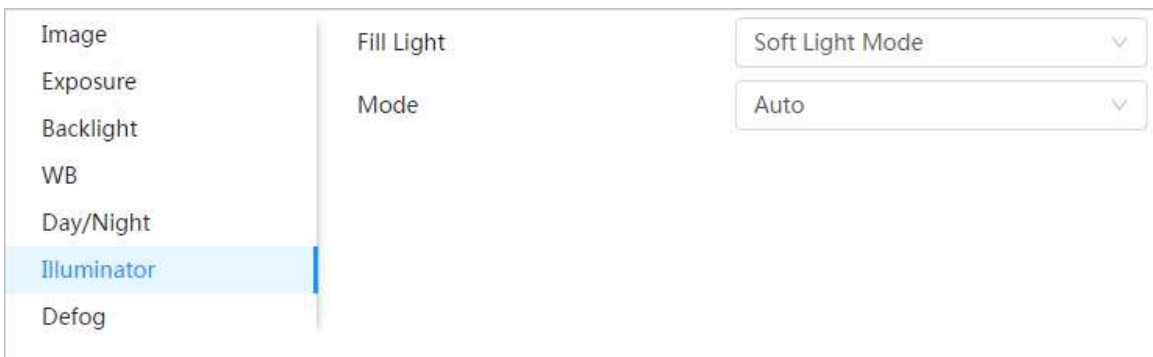 Image
Exposure
Backlight
WB
Day/Night
Illuminator
Defog
Fill Light
Soft Light Mode
Mode
Auto